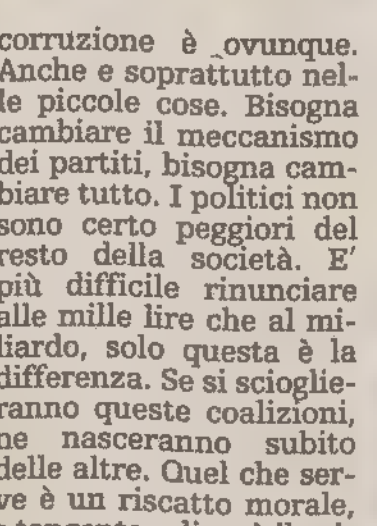 corruzione è ovunque.
Anche e soprattutto nel-
le piccole cose. Bisogna
cambiare il meccanismo
dei partiti, bisogna cam-
biare tutto. I politici non
sono certo peggiori del
resto della società. E'
più difficile rinunciare
alle mille lire che al mi-
liardo, solo questa è la
differenza. Se si scioglie-
ranno queste coalizioni,
ne nasceranno subito
delle altre. Quel che ser-
ve è un riscatto morale,